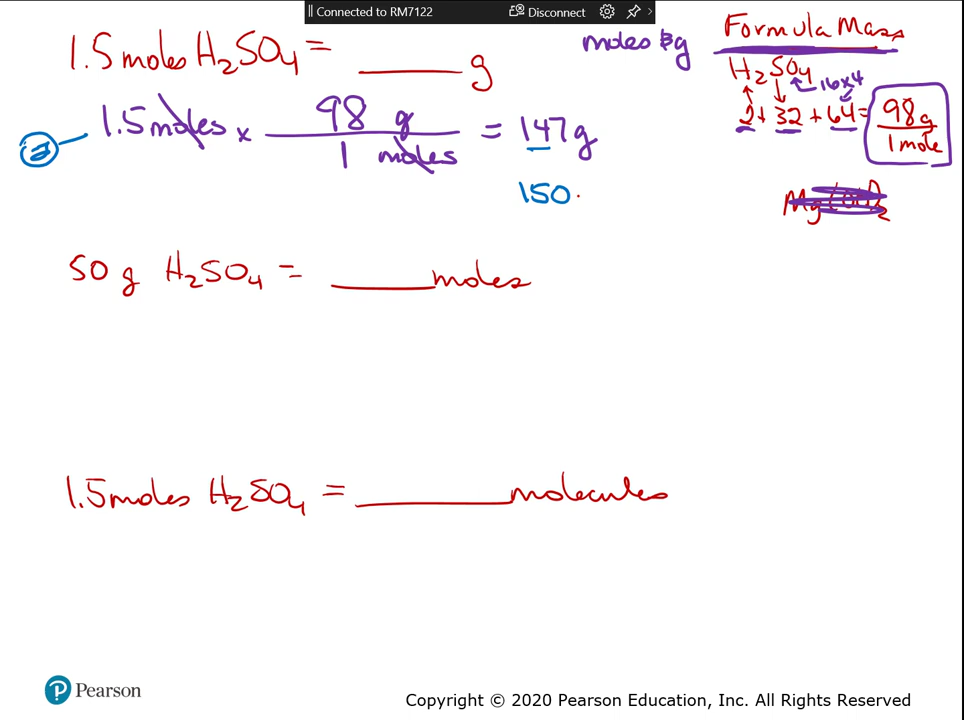 Connected to RM7122 Disconnect
1.5 moles H₂SO₄ = ____ g
moles & g
Formula Mass
H₂SO₄
16x4
2 + 32 + 64 =
98 g
1 mole
2
1.5 moles x 98 g / 1 moles = 147 g
150.
50 g H₂SO₄ = ____ moles
1.5 moles H₂SO₄ = ____ molecules
P Pearson
Copyright © 2020 Pearson Education, Inc. All Rights Reserved